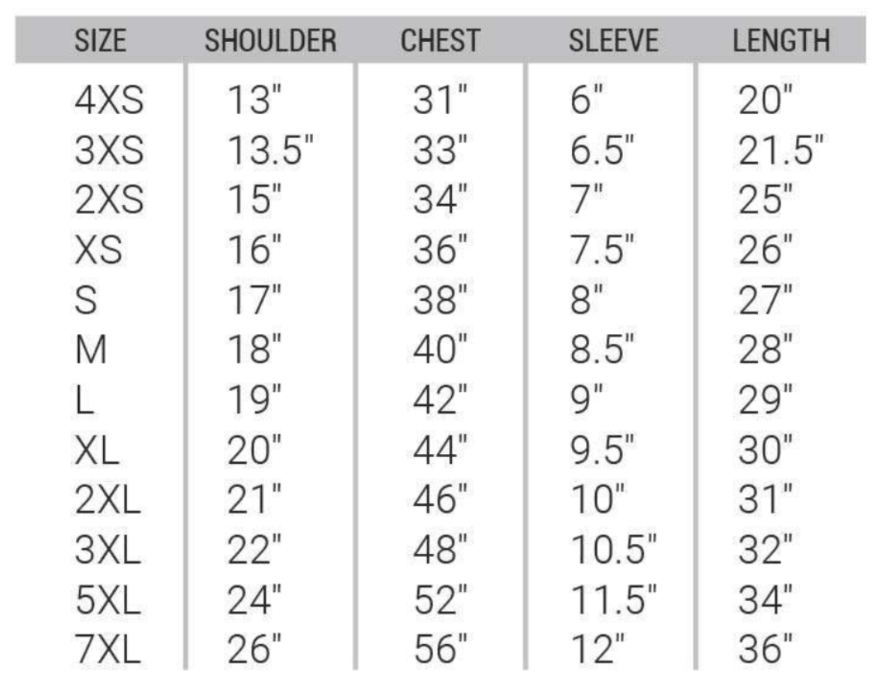 SIZE SHOULDER CHEST SLEEVE LENGTH
4XS 13" 31" 6" 20"
3XS 13.5" 33" 6.5" 21.5"
2XS 15" 34" 7" 25"
XS 16" 36" 7.5" 26"
S 17" 38" 8" 27"
M 18" 40" 8.5" 28"
L 19" 42" 9" 29"
XL 20" 44" 9.5" 30"
2XL 21" 46" 10" 31"
3XL 22" 48" 10.5" 32"
5XL 24" 52" 11.5" 34"
7XL 26" 56" 12" 36"